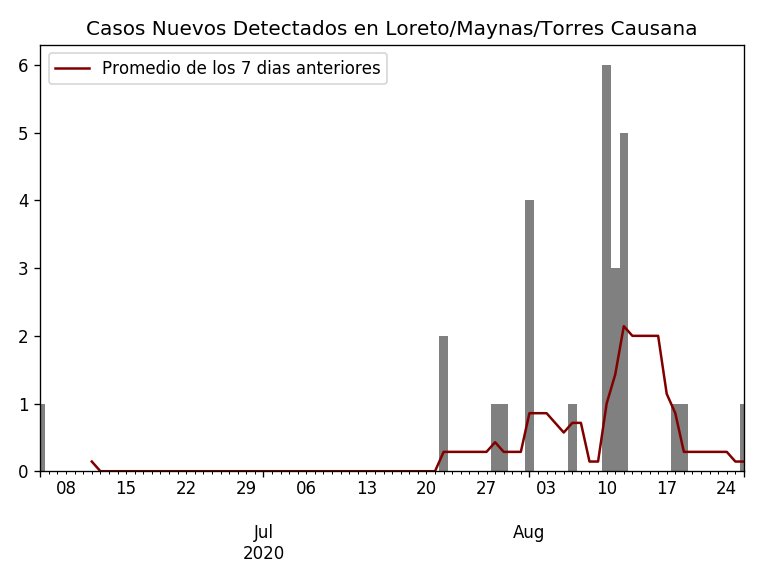 Casos Nuevos Detectados en Loreto/Maynas/Torres Causana
Promedio de los 7 dias anteriores
6
5
4
3
2
1
0
08 15 22 29 06 13 20 27 03 10 17 24
Jul Aug
2020